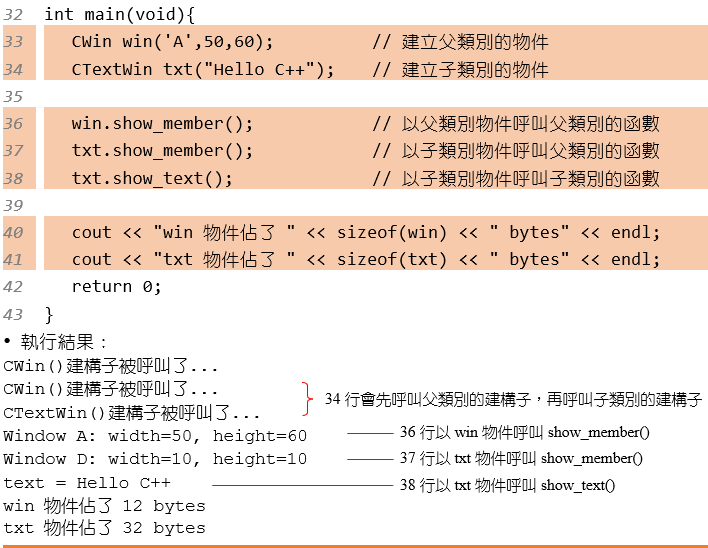 32 int main(void){
33 CWin win('A',50,60); // 建立父類別的物件
34 CTextWin txt("Hello C++"); // 建立子類別的物件
35
36 win.show_member(); // 以父類別物件呼叫父類別的函數
37 txt.show_member(); // 以子類別物件呼叫父類別的函數
38 txt.show_text(); // 以子類別物件呼叫子類別的函數
39
40 cout << "win 物件佔了 " << sizeof(win) << " bytes" << endl;
41 cout << "txt 物件佔了 " << sizeof(txt) << " bytes" << endl;
42 return 0;
43 }
• 執行結果：
CWin()建構子被呼叫了...
CWin()建構子被呼叫了...
CTextWin()建構子被呼叫了...
34 行會先呼叫父類別的建構子，再呼叫子類別的建構子
Window A: width=50, height=60 36 行以 win 物件呼叫 show_member()
Window D: width=10, height=10 37 行以 txt 物件呼叫 show_member()
text = Hello C++ 38 行以 txt 物件呼叫 show_text()
win 物件佔了 12 bytes
txt 物件佔了 32 bytes